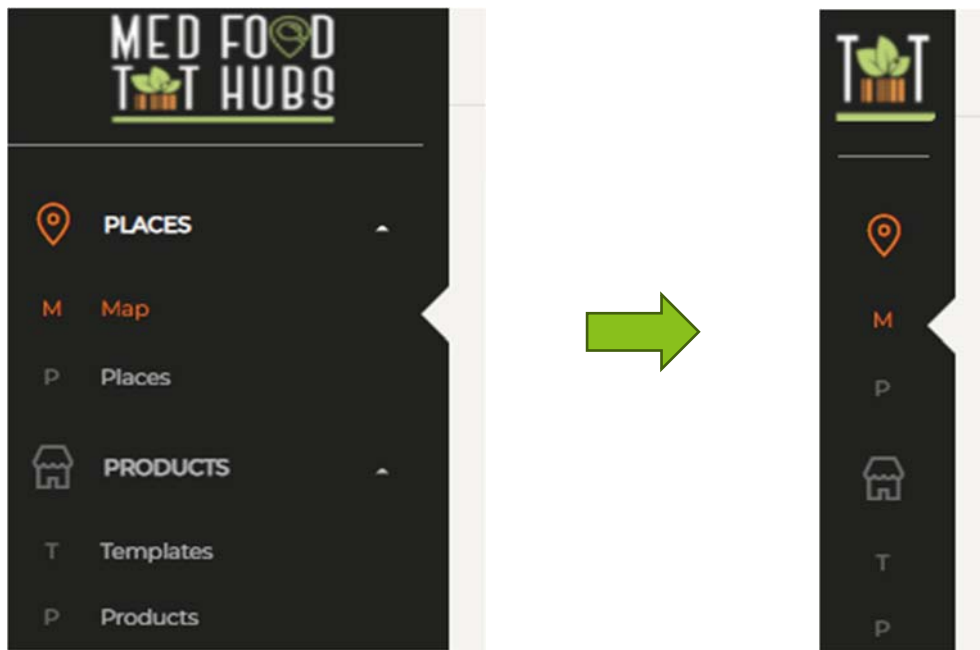 MED FOOD
T T HUBS
PLACES
M Map
P Places
PRODUCTS
T Templates
P Products
T T
M
P
T
P